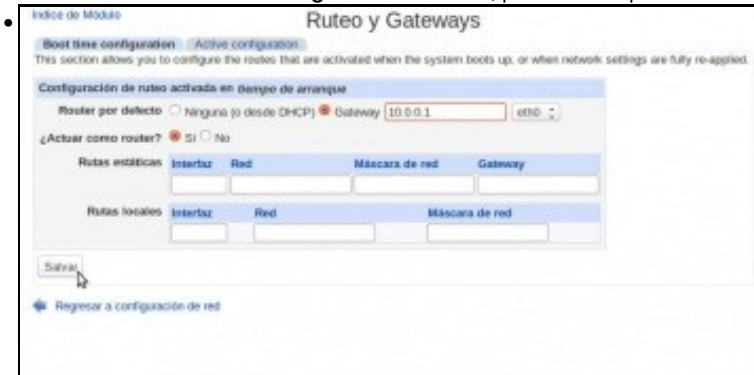 Índice de Módulo
Ruteo y Gateways
Boot time configuration Active configuration
This section allows you to configure the routes that are activated when the system boots up, or when network settings are fully re-applied.
Configuración de ruteo activada en tiempo de arranque
Router por defecto Ninguna (o desde DHCP) Gateway 10.0.0.1 eth0
¿Actuar como router? Sí No
Rutas estáticas Interfaz Red Máscara de red Gateway
Rutas locales Interfaz Red Máscara de red
Salvar
Regresar a configuración de red